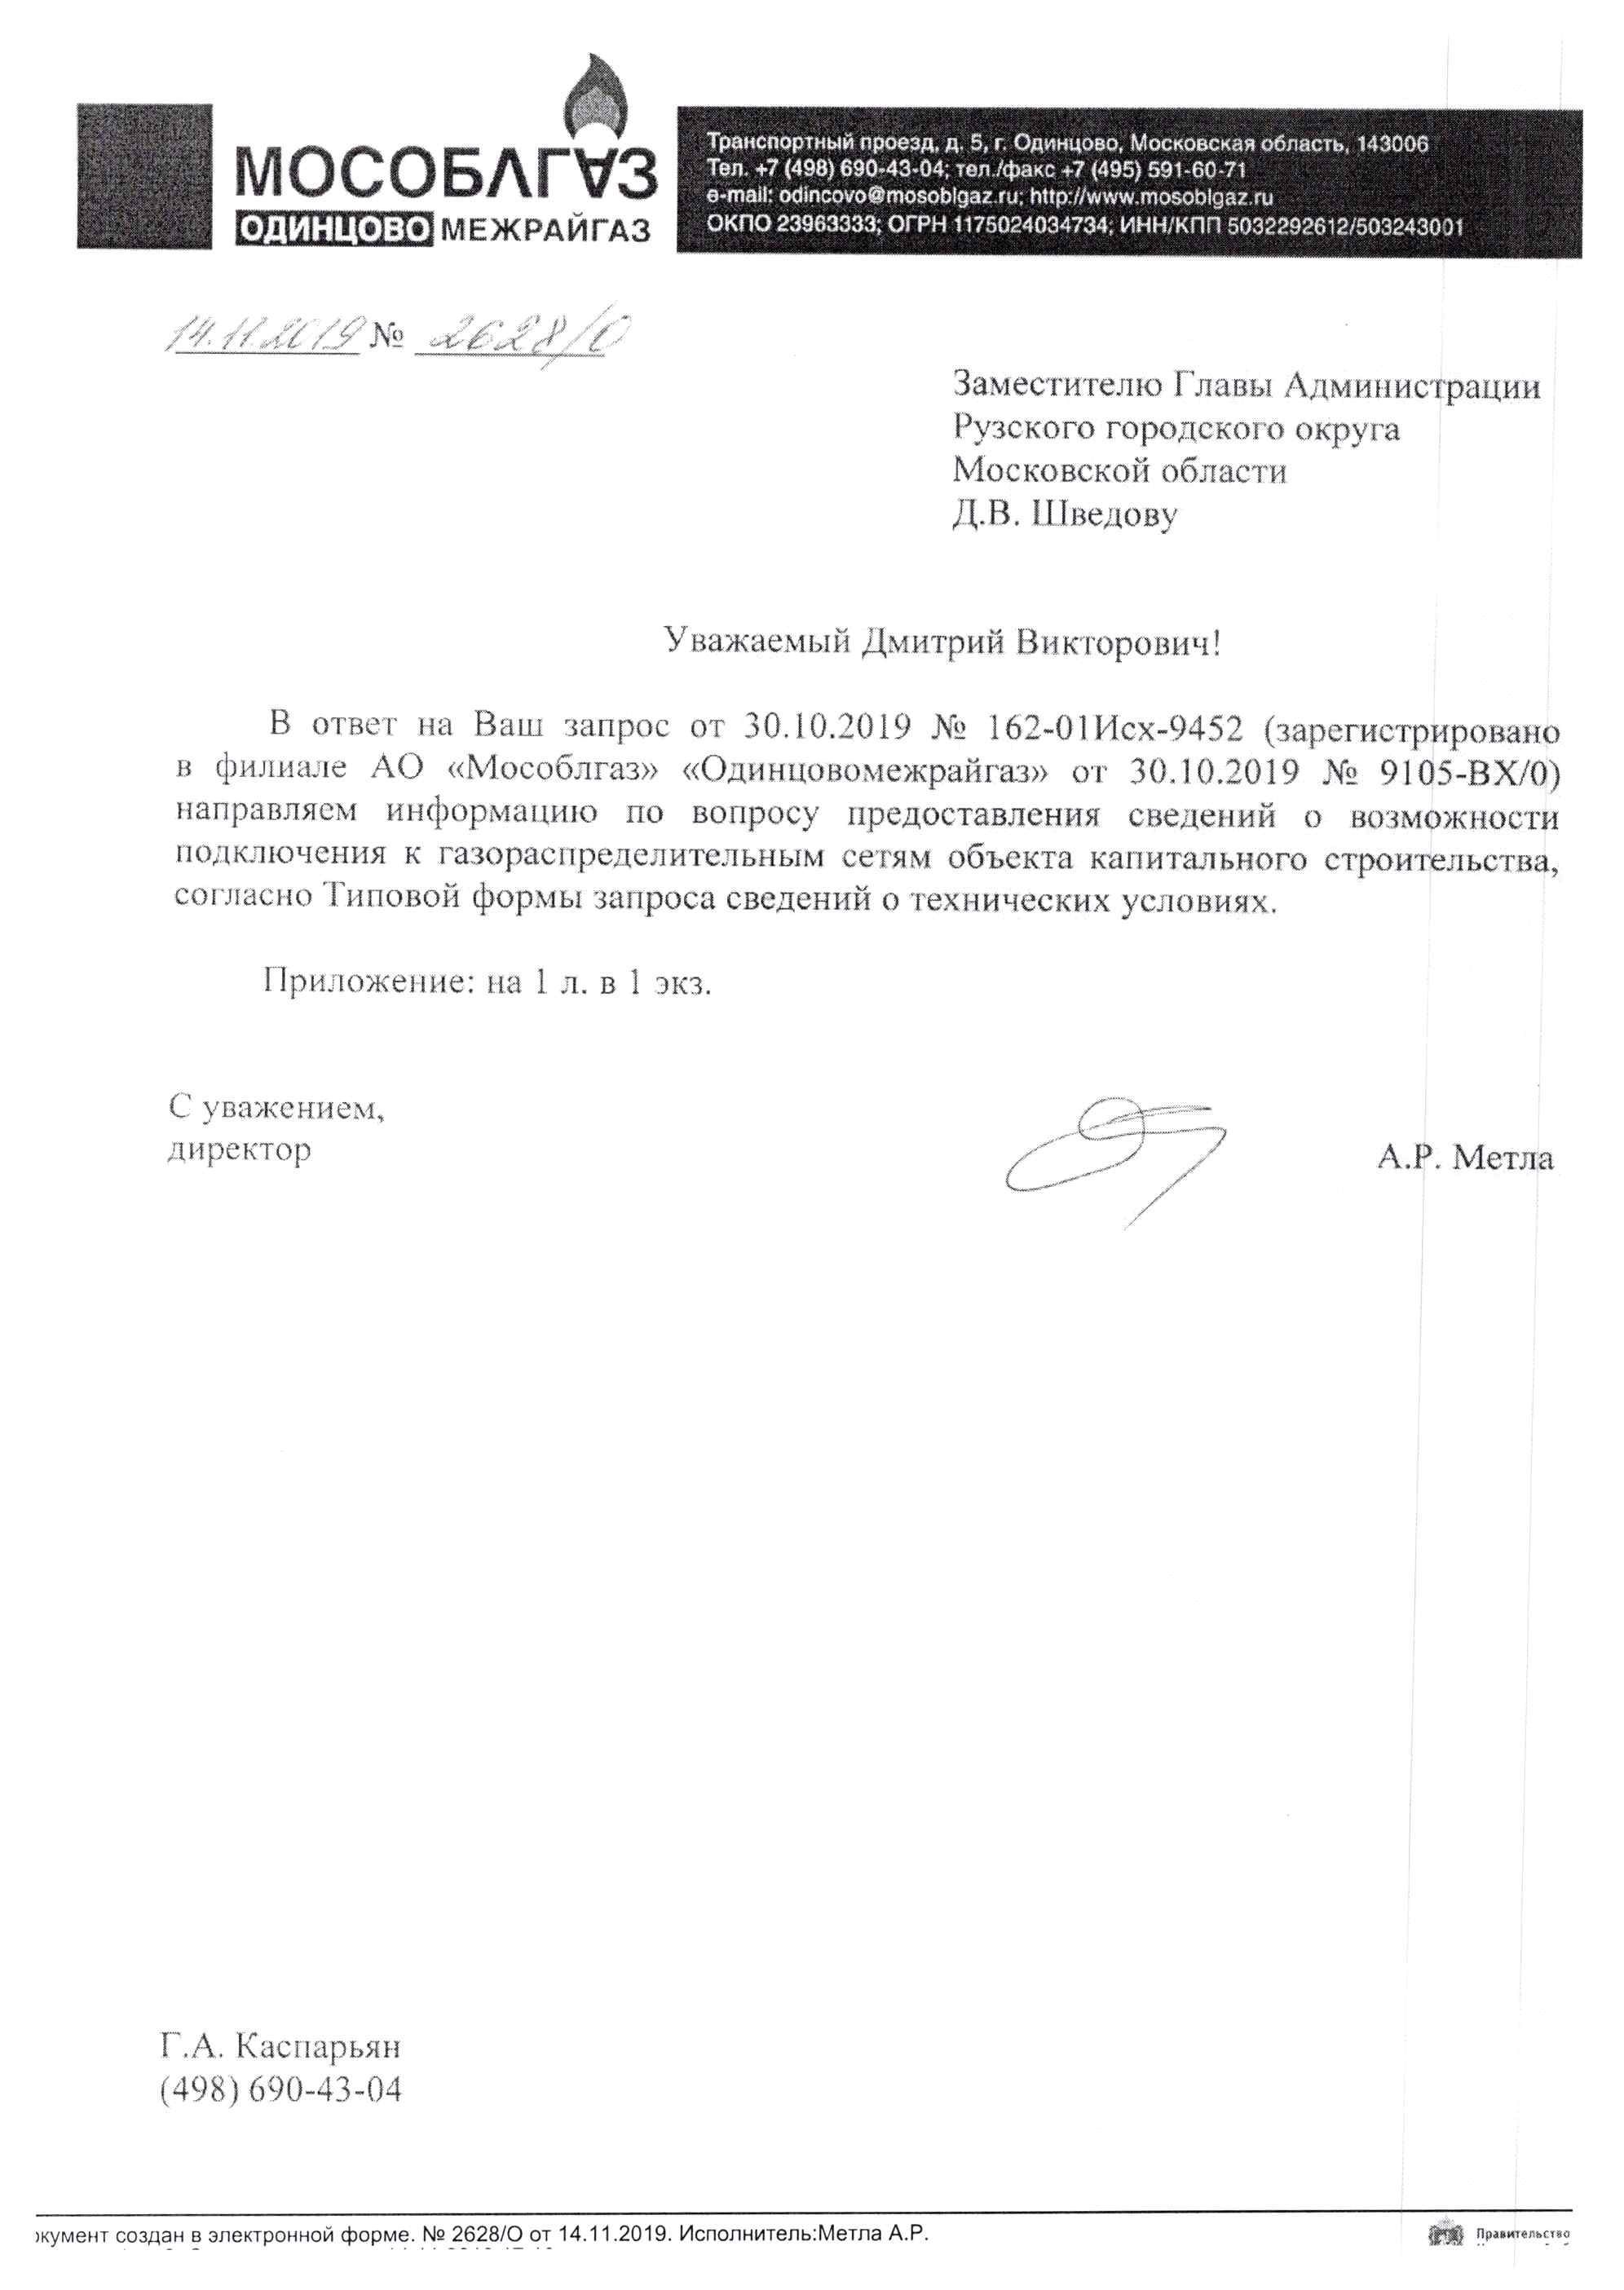 МОСОБЛГАЗ
ОДИНЦОВО МЕЖРАЙГАЗ
Транспортный проезд, д. 5, г. Одинцово, Московская область, 143006
Тел. +7 (498) 690-43-04; тел./факс +7 (495) 591-60-71
e-mail: odincovo@mosoblgaz.ru; http://www.mosoblgaz.ru
ОКПО 23963333; ОГРН 1175024034734; ИНН/КПП 5032292612/503243001
14.11.2019 № 2628/О
Заместителю Главы Администрации
Рузского городского округа
Московской области
Д.В. Шведову
Уважаемый Дмитрий Викторович!
В ответ на Ваш запрос от 30.10.2019 № 162-01Исх-9452 (зарегистрировано
в филиале АО «Мособлгаз» «Одинцовомежрайгаз» от 30.10.2019 № 9105-ВХ/0)
направляем информацию по вопросу предоставления сведений о возможности
подключения к газораспределительным сетям объекта капитального строительства,
согласно Типовой формы запроса сведений о технических условиях.
Приложение: на 1 л. в 1 экз.
С уважением,
директор
А.Р. Метла
Г.А. Каспарьян
(498) 690-43-04
окумент создан в электронной форме. № 2628/О от 14.11.2019. Исполнитель:Метла А.Р.
Правительство